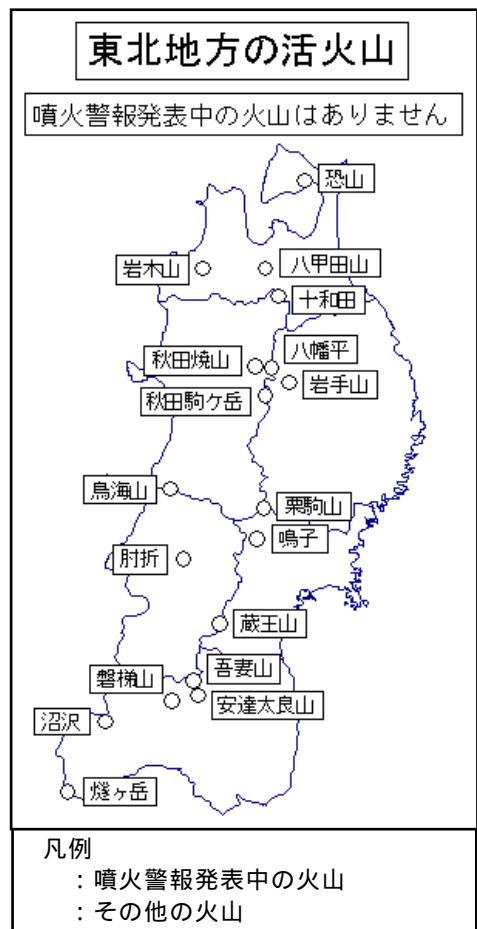 東北地方の活火山
噴火警報発表中の火山はありません
恐山
岩木山
八甲田山
十和田
八幡平
秋田焼山
岩手山
秋田駒ケ岳
鳥海山
栗駒山
鳴子
肘折
蔵王山
吾妻山
磐梯山
安達太良山
沼沢
燧ヶ岳
凡例
：噴火警報発表中の火山
：その他の火山